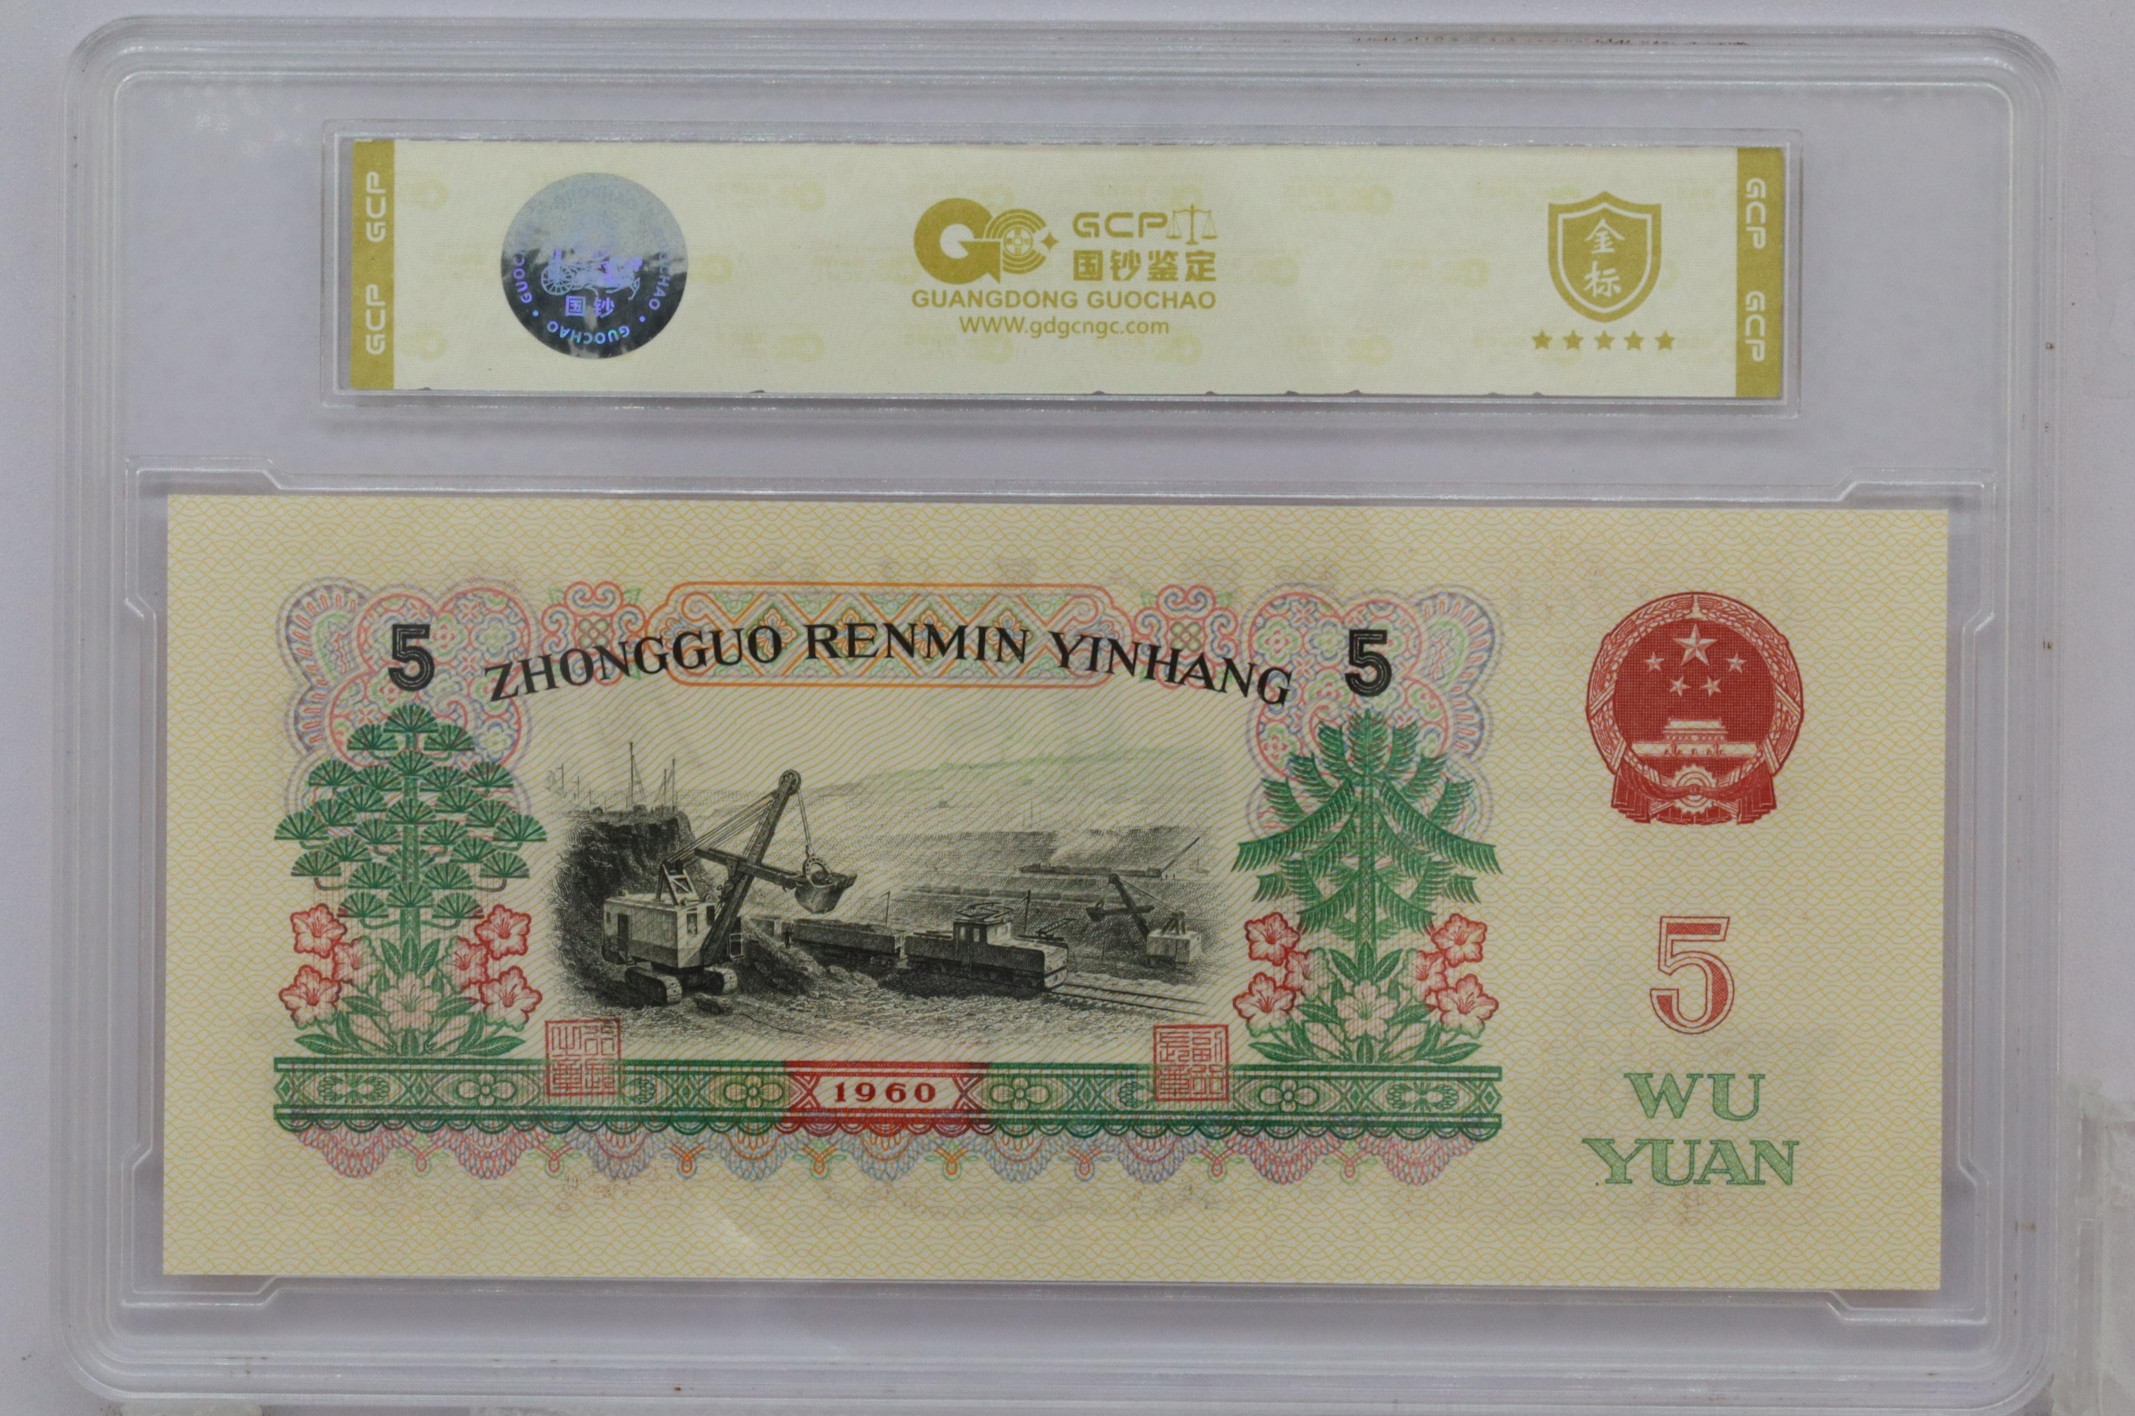 GCP
GCP
国钞
GUOCHAO
GCP
国钞鉴定
GUANGDONG GUOCHAO
WWW.gdgcngc.com
金
标
GCP
GCP
5 ZHONGGUO RENMIN YINHANG 5
1960
5
WU
YUAN